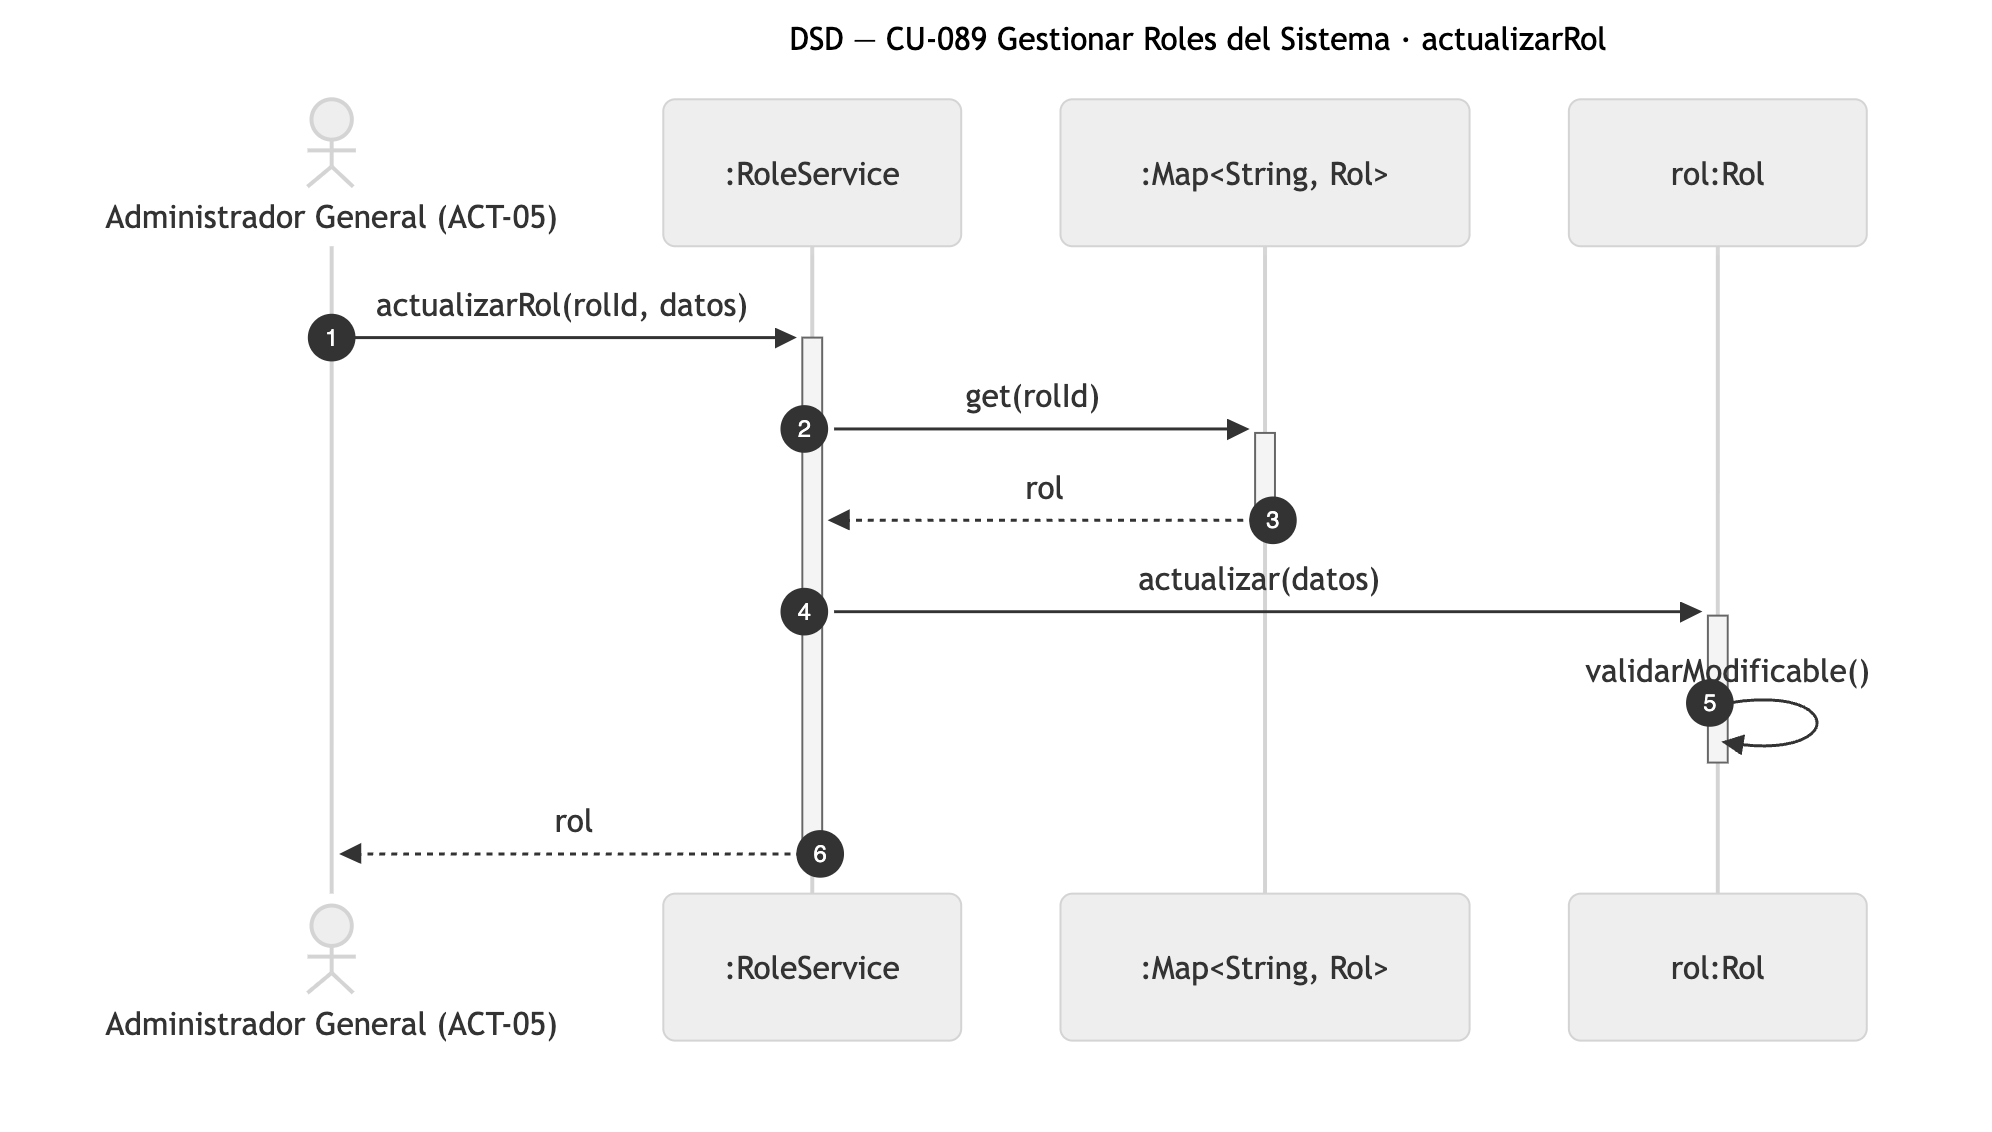 DSD — CU-089 Gestionar Roles del Sistema · actualizarRol
Administrador General (ACT-05)
:RoleService
:Map<String, Rol>
rol:Rol
actualizarRol(rolId, datos)
1
get(rolId)
2
rol
3
actualizar(datos)
4
validarModificable()
5
rol
6
Administrador General (ACT-05)
:RoleService
:Map<String, Rol>
rol:Rol